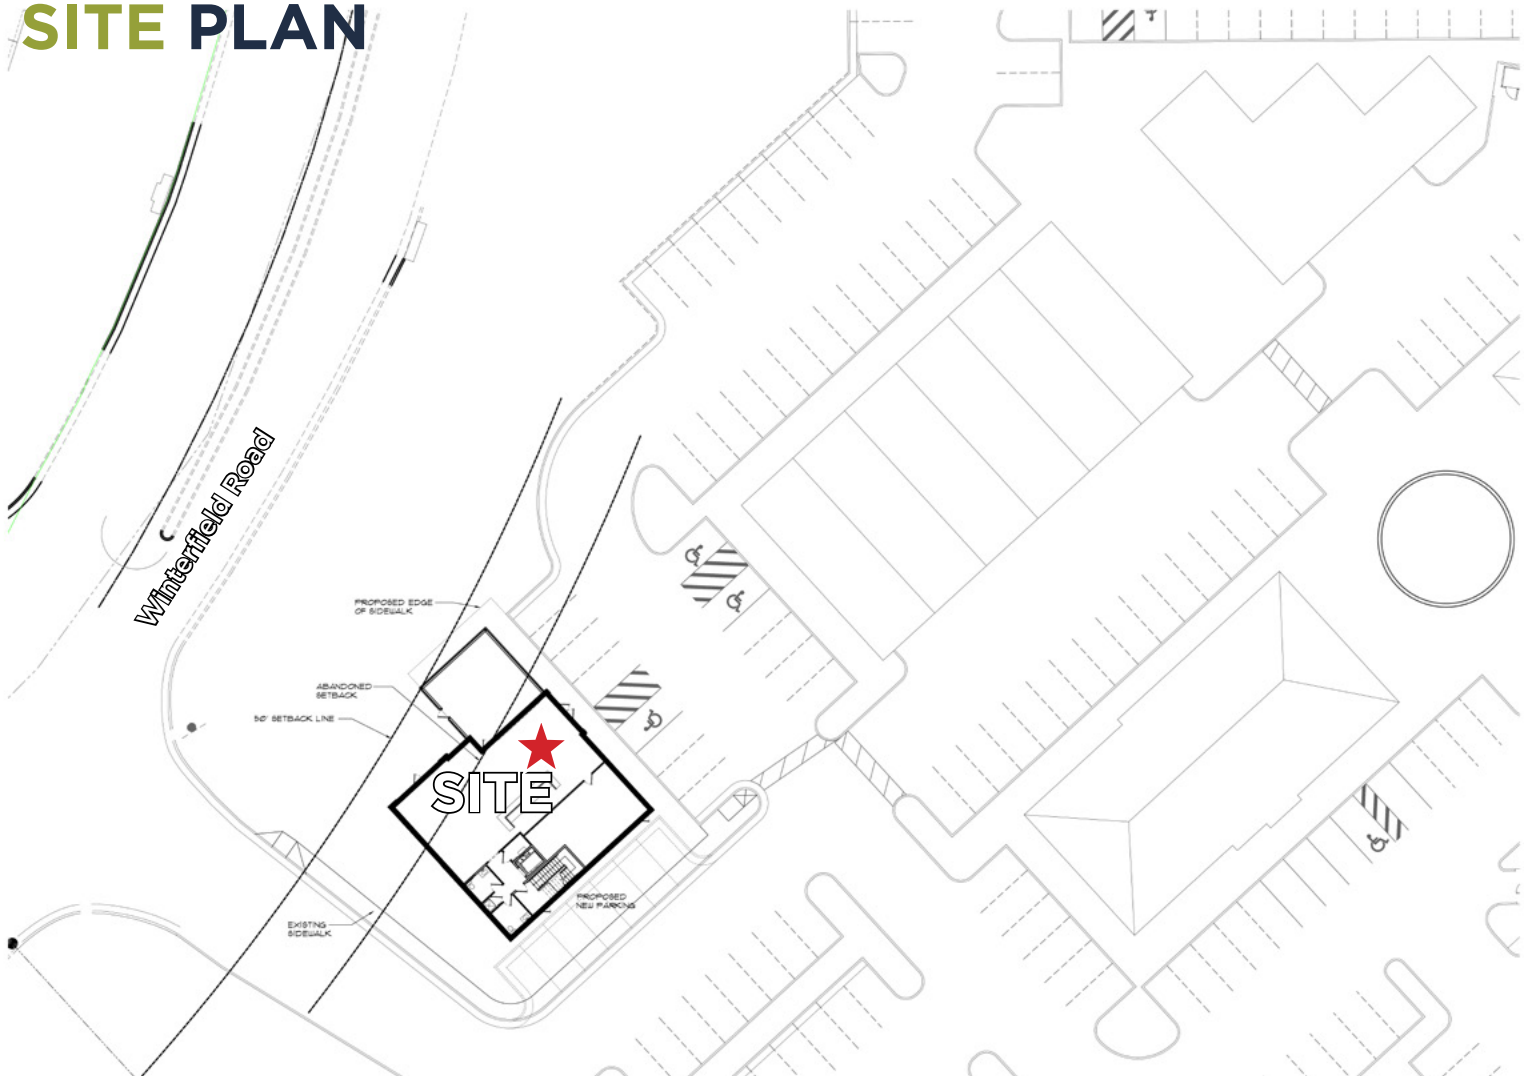 SITE PLAN
Winterfield Road
PROPOSED EDGE
OF SIDEWALK
ABANDONED
SETBACK
50' SETBACK LINE
SITE
PROPOSED
NEW PARKING
EXISTING
SIDEWALK